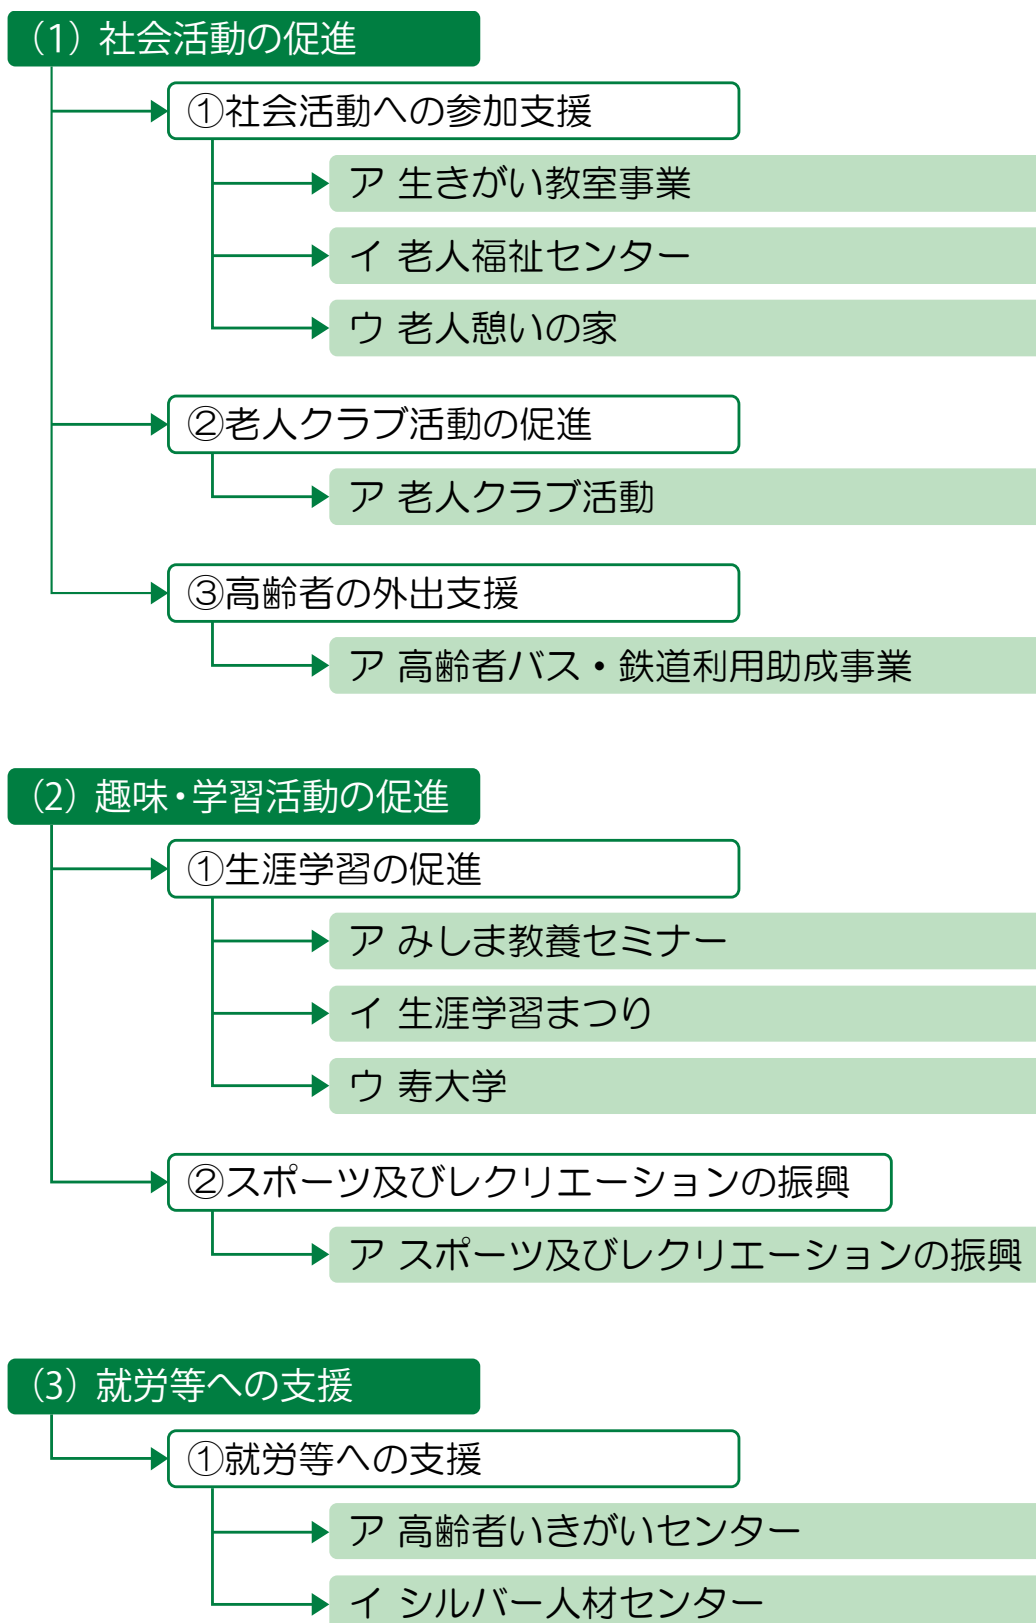 (1) 社会活動の促進
①社会活動への参加支援
ア 生きがい教室事業
イ 老人福祉センター
ウ 老人憩いの家
②老人クラブ活動の促進
ア 老人クラブ活動
③高齢者の外出支援
ア 高齢者バス・鉄道利用助成事業
(2) 趣味・学習活動の促進
①生涯学習の促進
ア みしま教養セミナー
イ 生涯学習まつり
ウ 寿大学
②スポーツ及びレクリエーションの振興
ア スポーツ及びレクリエーションの振興
(3) 就労等への支援
①就労等への支援
ア 高齢者いきがいセンター
イ シルバー人材センター